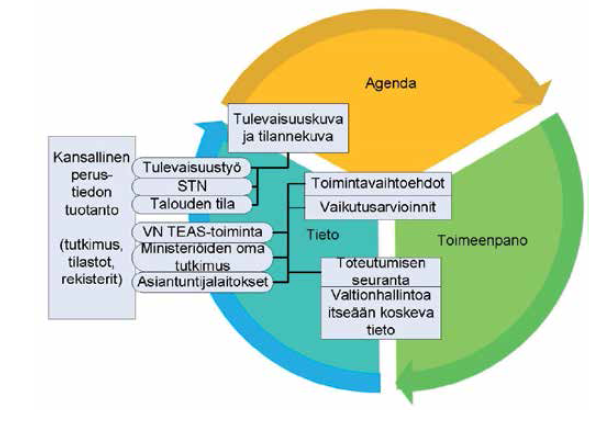 Agenda
Tulevaisuuskuva
ja tilannekuva
Kansallinen
perus-
tiedon
tuotanto
(tutkimus,
tilastot,
rekisterit)
Tulevaisuustyö
STN
Talouden tila
VN TEAS-toiminta
Ministeriöiden oma
tutkimus
Asiantuntijalaitokset
Toimintavaihtoehdot
Vaikutusarvioinnit
Tieto
Toimeenpano
Toteutumisen
seuranta
Valtionhallintoa
itseään koskeva
tieto